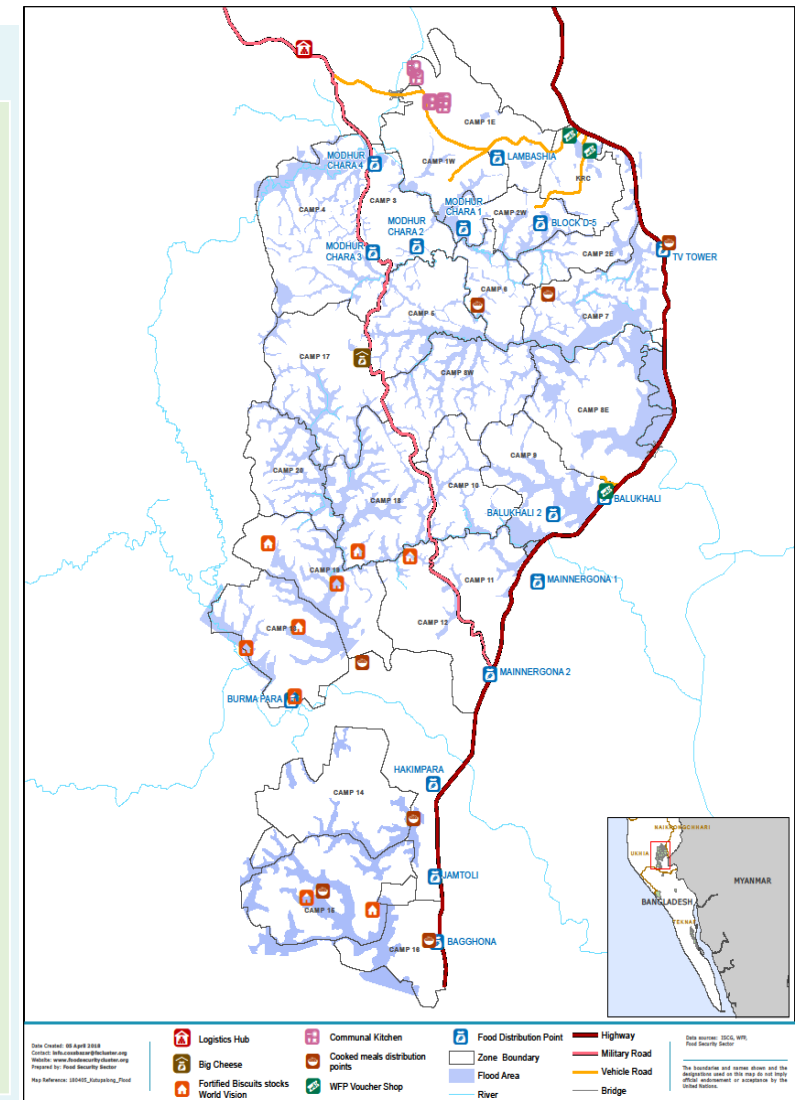 CAMP 1E
MODHUR
CHARA 4
CAMP 1W
LAMBASHIA
KRC
CAMP 3
CAMP 4
MODHUR
CHARA 1
CAMP 2W
MODHUR
CHARA 2
BLOCK D-5
MODHUR
CHARA 3
CAMP 2E
TV TOWER
CAMP 6
CAMP 5
CAMP 7
CAMP 17
CAMP 8W
CAMP 8E
CAMP 9
CAMP 20
CAMP 10
CAMP 18
BALUKHALI
BALUKHALI 2
CAMP 19
CAMP 11
MAINNERGONA 1
CAMP 12
MAINNERGONA 2
BURMA PARA
HAKIMPARA
CAMP 14
JAMTOLI
CAMP 15
BAGGHONA
CAMP 16
NAIKHONGCHHARI
UKHIA
MYANMAR
BANGLADESH
TEKNAF
Date Created: 05 April 2018
Contact: info.coxsbazar@fscluster.org
Website: www.foodsecuritycluster.org
Prepared by: Food Security Sector
Map Reference: 180405_Kutupalong_Flood
Logistics Hub
Big Cheese
Fortified Biscuits stocks
World Vision
Communal Kitchen
Cooked meals distribution
points
WFP Voucher Shop
Food Distribution Point
Zone Boundary
Flood Area
River
Highway
Military Road
Vehicle Road
Bridge
Data sources: ISCG, WFP,
Food Security Sector
The boundaries and names shown and the
designations used on this map do not imply
official endorsement or acceptance by the
United Nations.